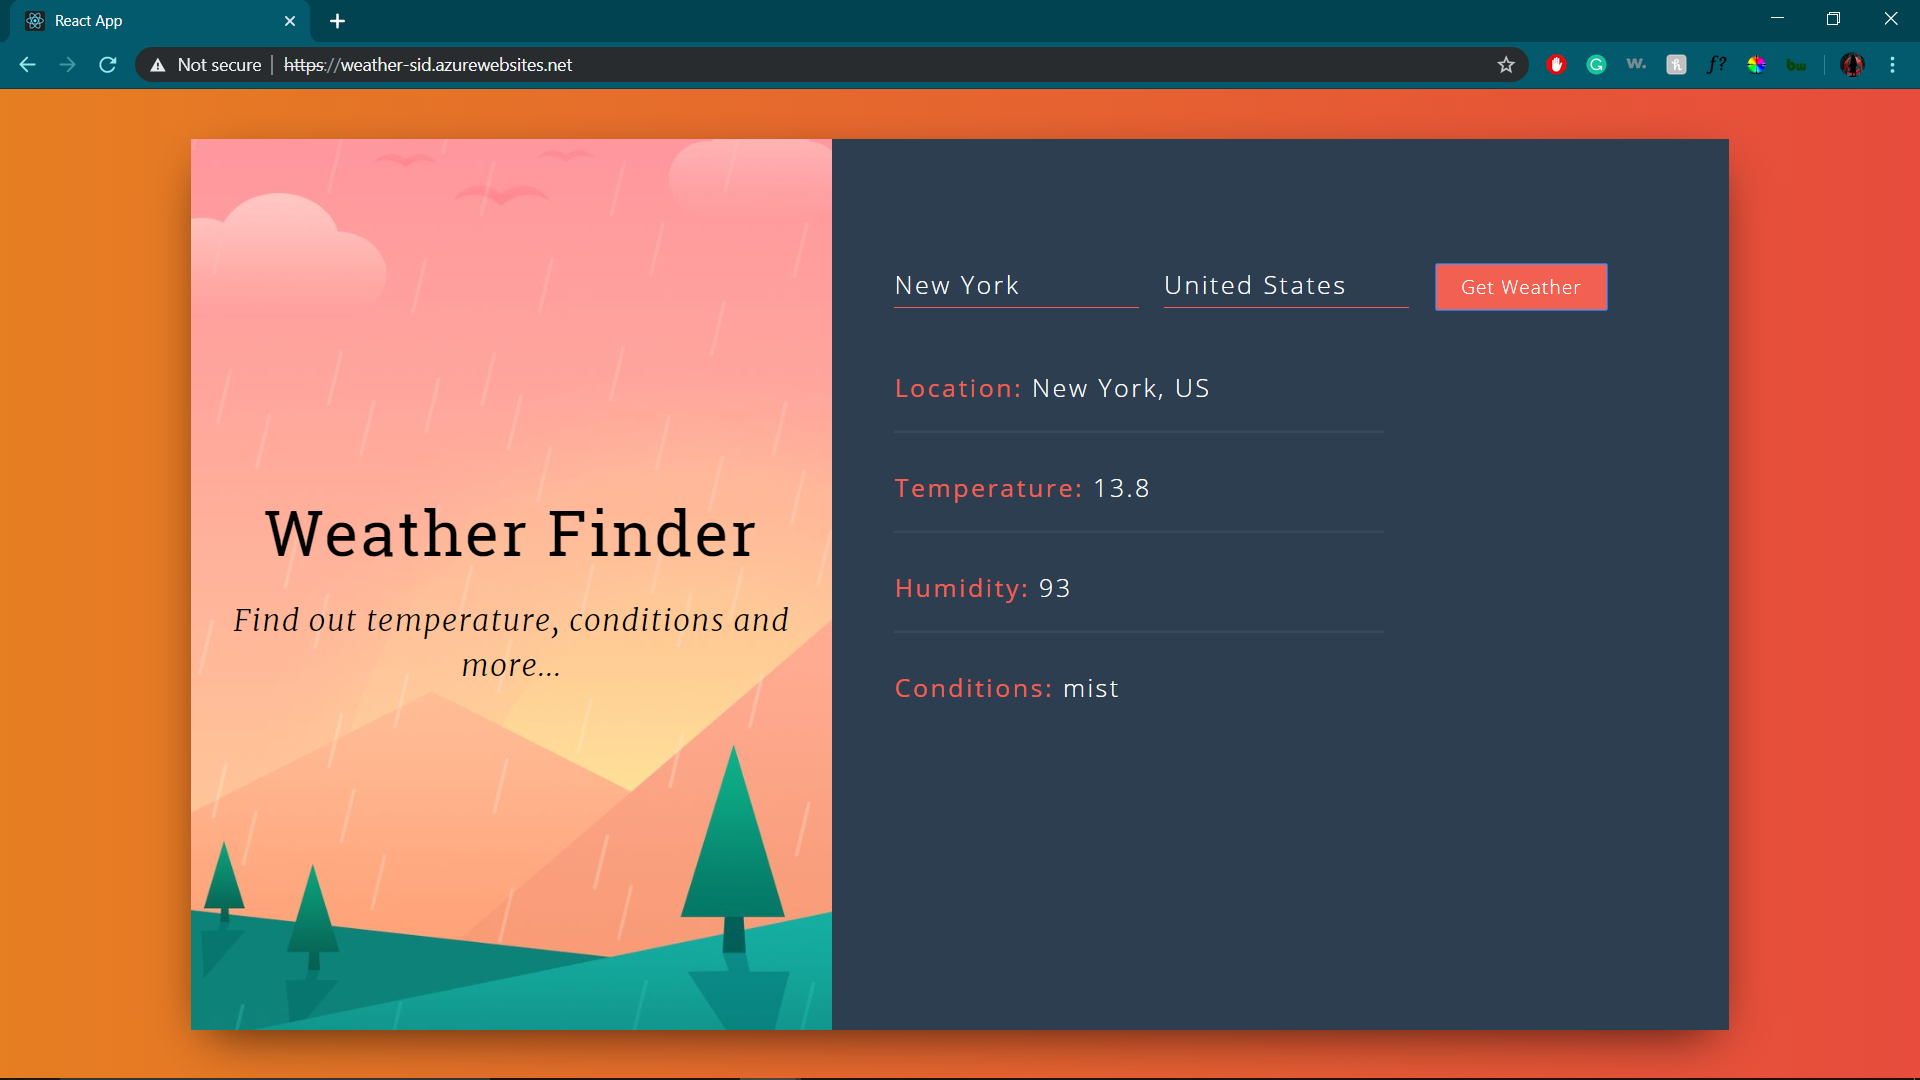 React App
Not secure | https://weather-sid.azurewebsites.net
w.
f?
bw
New York United States Get Weather
Location: New York, US
Temperature: 13.8
Humidity: 93
Conditions: mist
Weather Finder
Find out temperature, conditions and
more...